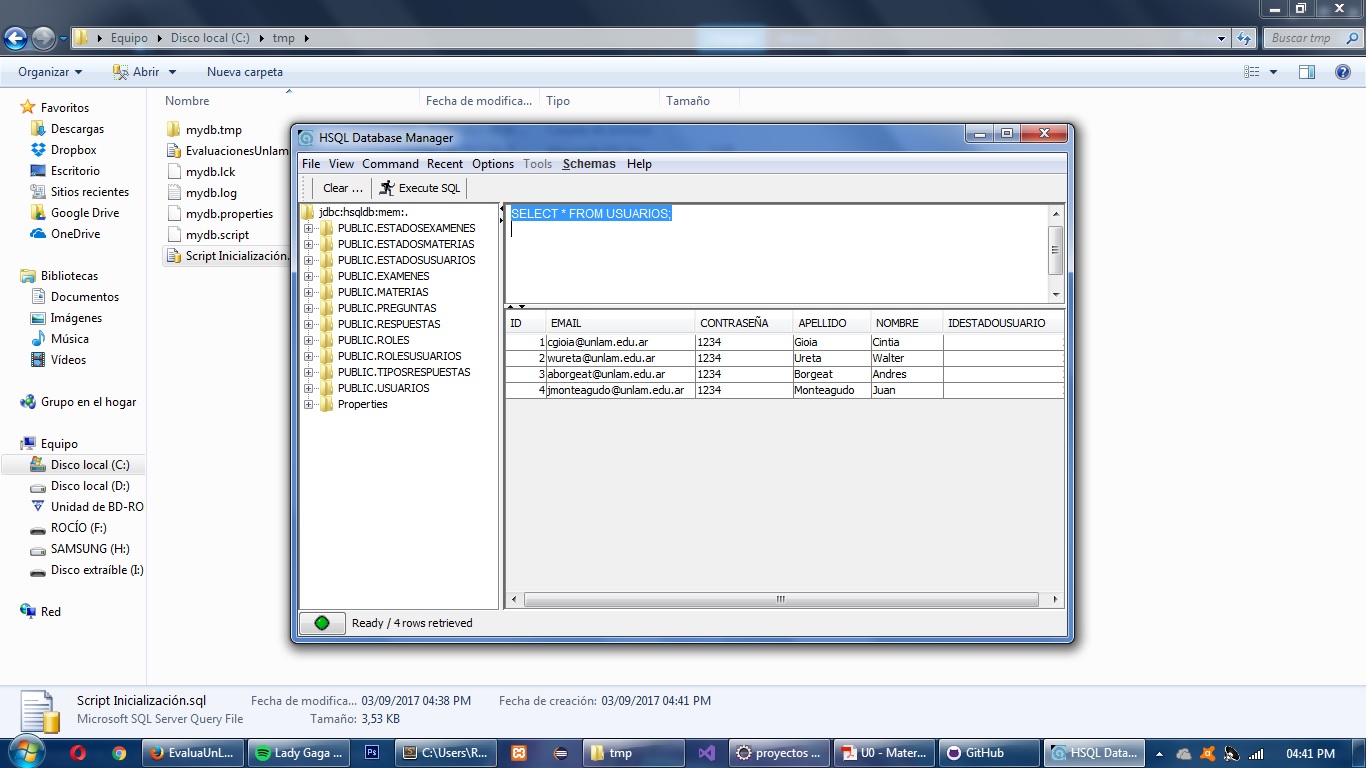 Equipo Disco local (C:) tmp
Buscar tmp
Organizar Abrir Nueva carpeta
Nombre Fecha de modifica... Tipo Tamaño
Favoritos
Descargas
Dropbox
Escritorio
Sitios recientes
Google Drive
OneDrive
Bibliotecas
Documentos
Imágenes
Música
Vídeos
Grupo en el hogar
Equipo
Disco local (C:)
Disco local (D:)
Unidad de BD-RO
ROCÍO (F:)
SAMSUNG (H:)
Disco extraíble (I:)
Red
mydb.tmp
EvaluacionesUnlam
mydb.lck
mydb.log
mydb.properties
mydb.script
Script Inicialización.
HSQL Database Manager
File View Command Recent Options Tools Schemas Help
Clear ... Execute SQL
jdbc:hsqldb:mem:.
PUBLIC.ESTADOSEXAMENES
PUBLIC.ESTADOSMATERIAS
PUBLIC.ESTADOSUSUARIOS
PUBLIC.EXAMENES
PUBLIC.MATERIAS
PUBLIC.PREGUNTAS
PUBLIC.RESPUESTAS
PUBLIC.ROLES
PUBLIC.ROLESUSUARIOS
PUBLIC.TIPOSRESPUESTAS
PUBLIC.USUARIOS
Properties
SELECT * FROM USUARIOS;
ID EMAIL CONTRASEÑA APELLIDO NOMBRE IDESTADOUSUARIO
1 cgioia@unlam.edu.ar 1234 Gioia Cintia
2 wureta@unlam.edu.ar 1234 Ureta Walter
3 aborgeat@unlam.edu.ar 1234 Borgeat Andres
4 jmonteagudo@unlam.edu.ar 1234 Monteagudo Juan
Ready / 4 rows retrieved
Script Inicialización.sql Fecha de modifica... 03/09/2017 04:38 PM Fecha de creación: 03/09/2017 04:41 PM
Microsoft SQL Server Query File Tamaño: 3,53 KB
EvaluaUnL... Lady Gaga ... Ps C:\Users\R... tmp proyectos ... U0 - Mater... GitHub HSQL Data... 04:41 PM